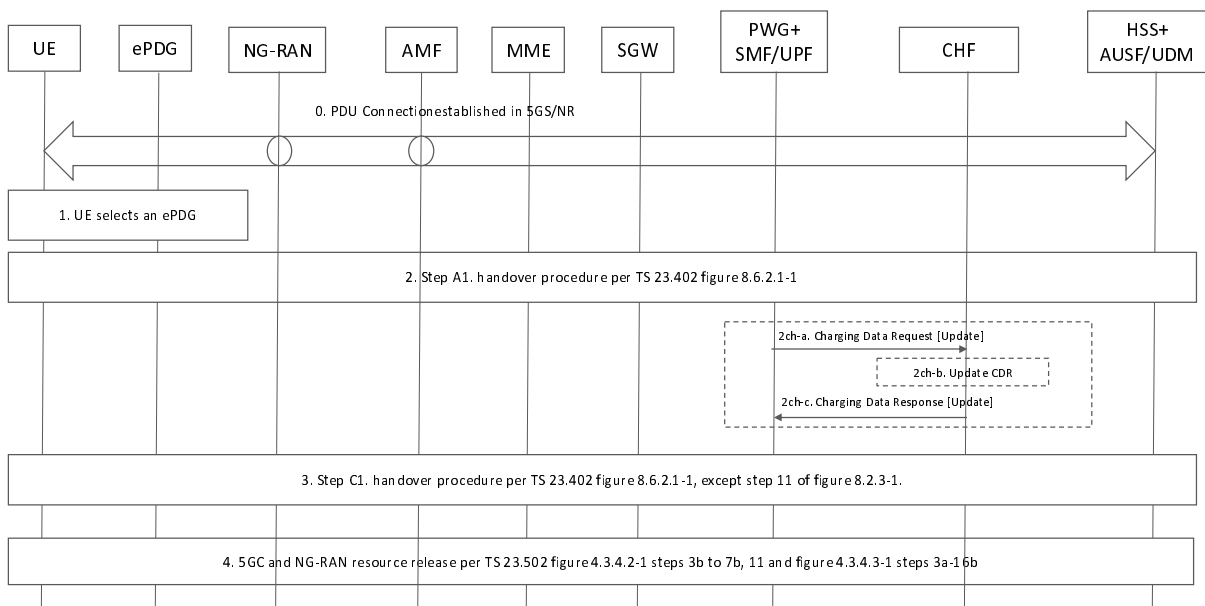 UE
ePDG
NG-RAN
AMF
MME
SGW
PWG+
SMF/UPF
CHF
HSS+
AUSF/UDM
0. PDU Connectionestablished in 5GS/NR
1. UE selects an ePDG
2. Step A1. handover procedure per TS 23.402 figure 8.6.2.1-1
2ch-a. Charging Data Request [Update]
2ch-b. Update CDR
2ch-c. Charging Data Response [Update]
3. Step C1. handover procedure per TS 23.402 figure 8.6.2.1-1, except step 11 of figure 8.2.3-1.
4. 5GC and NG-RAN resource release per TS 23.502 figure 4.3.4.2-1 steps 3b to 7b, 11 and figure 4.3.4.3-1 steps 3a-16b